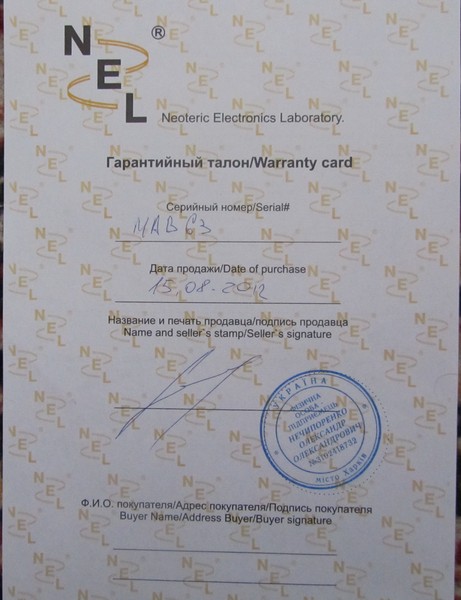 NEL ®
Neoteric Electronics Laboratory.
Гарантийный талон/Warranty card
Серийный номер/Serial#
Дата продажи/Date of purchase
15.08-2012
Название и печать продавца/подпись продавца
Name and seller`s stamp/Seller`s signature
УКРАЇНА
ФІЗИЧНА
ОСОБА
ПІДПРИЄМЕЦЬ
НЕЧИПОРЕНКО
ОЛЕКСАНДР
ОЛЕКСАНДРОВИЧ
місто Харків
Ф.И.О. покупателя/Адрес покупателя/Подпись покупателя
Buyer Name/Address Buyer/Buyer signature